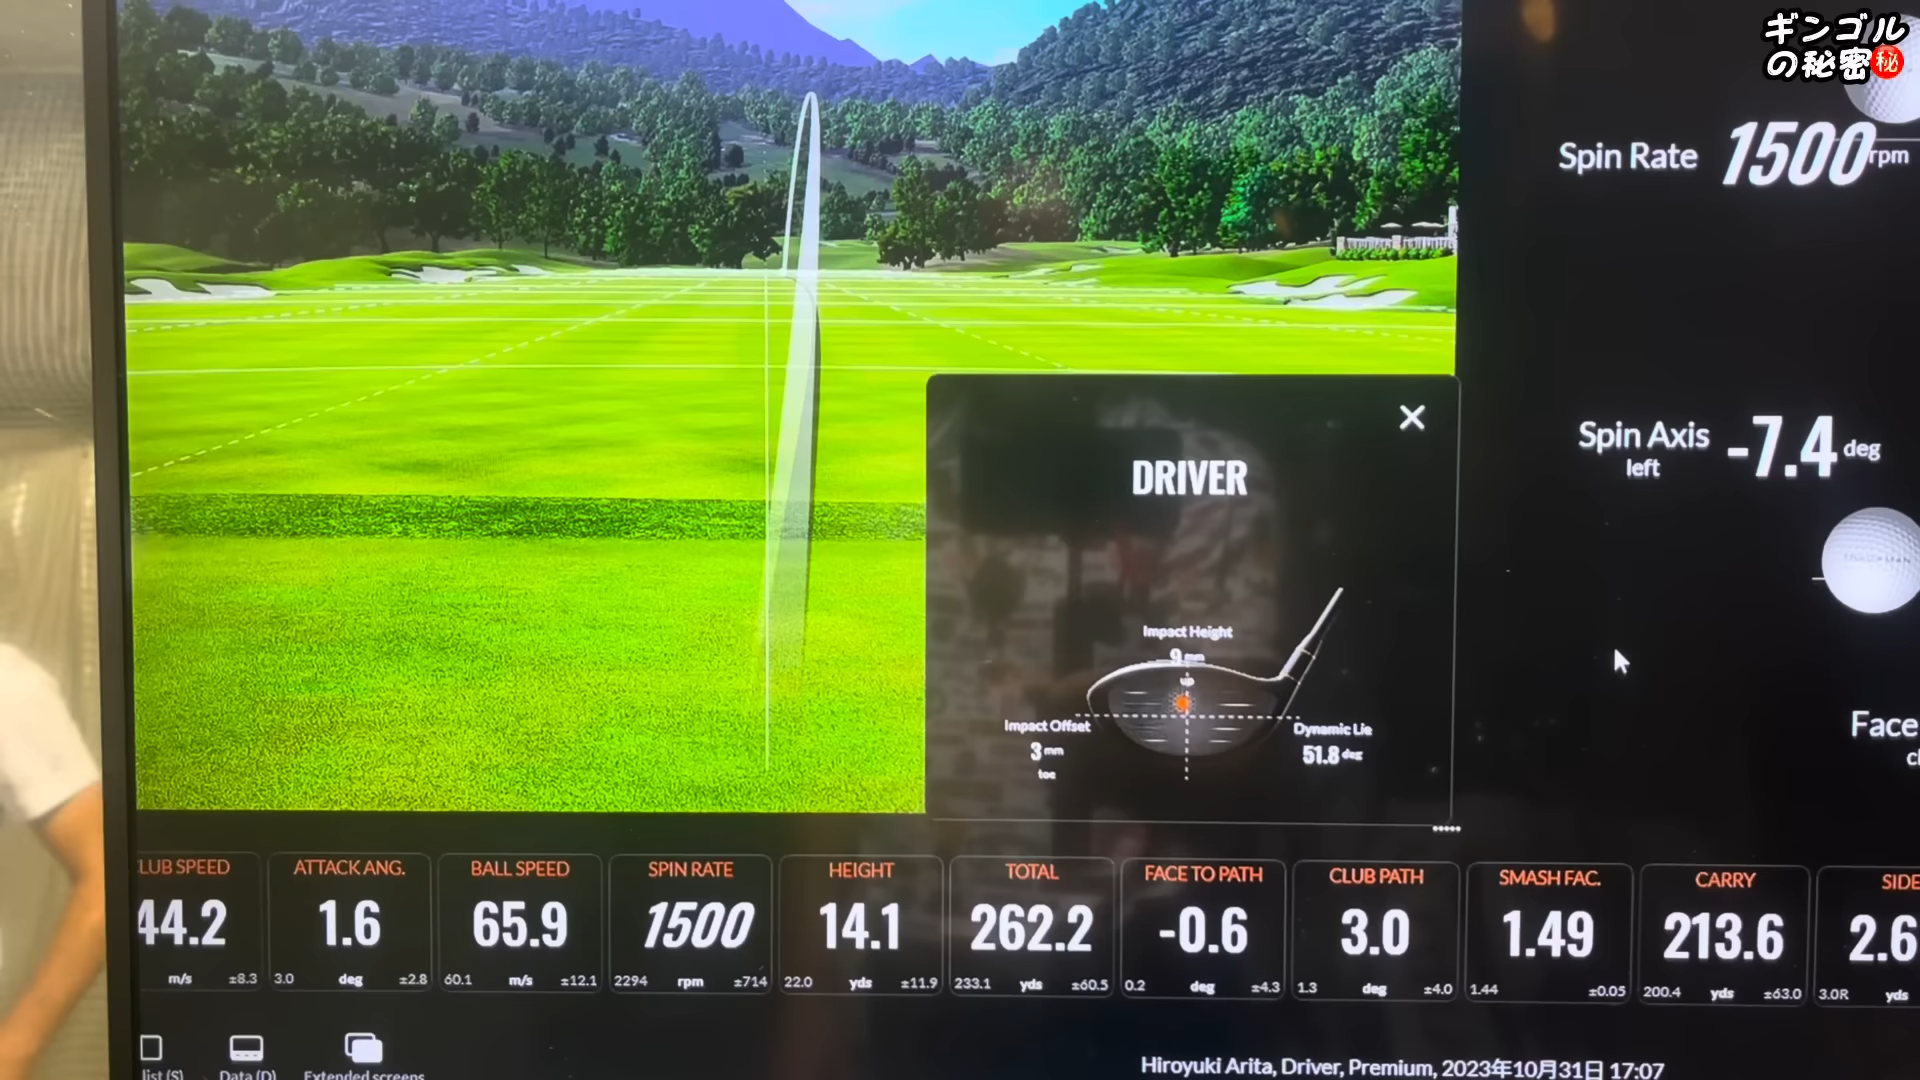 ギンゴル
の秘密㊙
Spin Rate 1500 rpm
Spin Axis -7.4 deg
left
Face
DRIVER
Impact Height
9 mm
up
Impact Offset
3 mm
toe
Dynamic Lie
51.8 deg
CLUB SPEED
44.2
m/s ±8.3
ATTACK ANG.
1.6
3.0 deg ±2.8
BALL SPEED
65.9
60.1 m/s ±12.1
SPIN RATE
1500
2294 rpm ±714
HEIGHT
14.1
22.0 yds ±11.9
TOTAL
262.2
233.1 yds ±60.5
FACE TO PATH
-0.6
0.2 deg ±4.3
CLUB PATH
3.0
1.3 deg ±4.0
SMASH FAC.
1.49
1.44 ±0.05
CARRY
213.6
200.4 yds ±63.0
SIDE
2.6
3.0R yds
list (S) Data (D) Extended screens
Hiroyuki Arita, Driver, Premium, 2023年10月31日 17:07